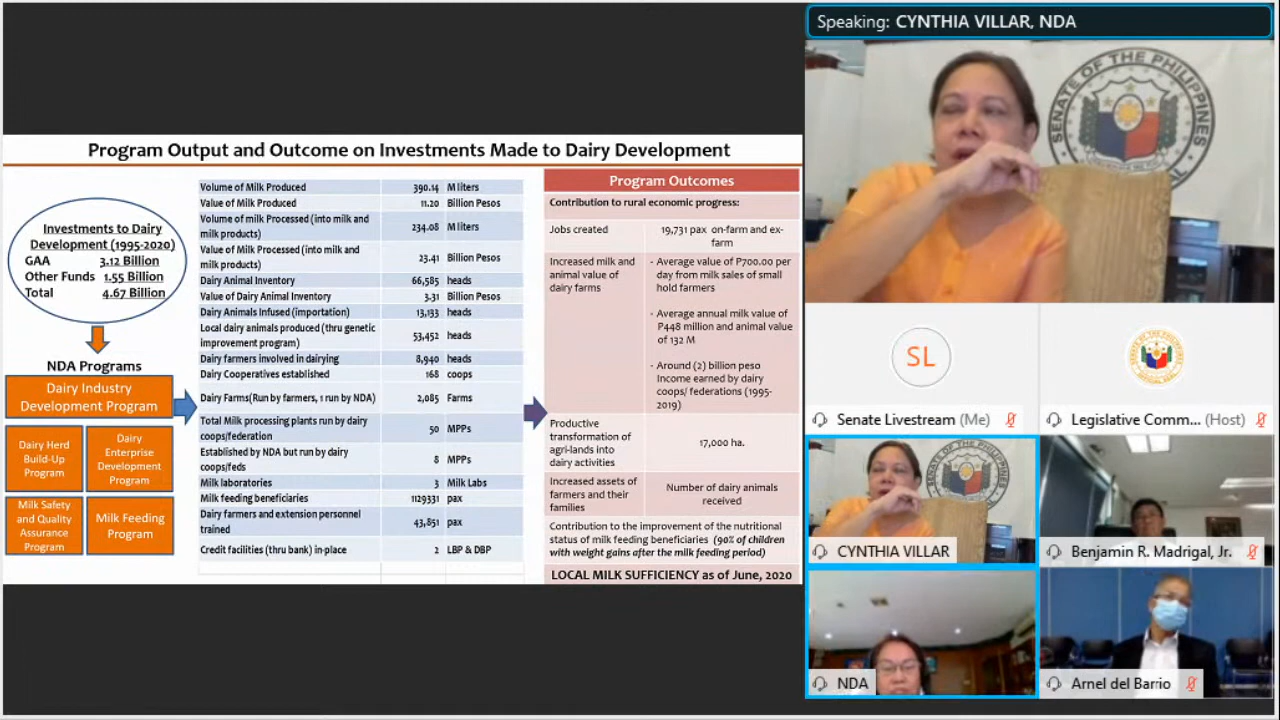 Speaking: CYNTHIA VILLAR, NDA
Program Output and Outcome on Investments Made to Dairy Development
Investments to Dairy
Development (1995-2020)
GAA 3.12 Billion
Other Funds 1.55 Billion
Total 4.67 Billion
NDA Programs
Dairy Industry
Development Program
Dairy Herd
Build-Up
Program
Dairy
Enterprise
Development
Program
Milk Safety
and Quality
Assurance
Program
Milk Feeding
Program
Volume of Milk Produced 390.14 M liters
Value of Milk Produced 11.20 Billion Pesos
Volume of milk Processed (into milk and
milk products) 234.08 M liters
Value of Milk Processed (into milk and
milk products) 23.41 Billion Pesos
Dairy Animal Inventory 66,585 heads
Value of Dairy Animal Inventory 3.31 Billion Pesos
Dairy Animals Infused (importation) 13,133 heads
Local dairy animals produced (thru genetic
improvement program) 53,452 heads
Dairy farmers involved in dairying 8,940 heads
Dairy Cooperatives established 168 coops
Dairy Farms(Run by farmers, 1 run by NDA) 2,085 Farms
Total Milk processing plants run by dairy
coops/federation 50 MPPs
Established by NDA but run by dairy
coops/feds 8 MPPs
Milk laboratories 3 Milk Labs
Milk feeding beneficiaries 1129331 pax
Dairy farmers and extension personnel
trained 43,851 pax
Credit facilities (thru bank) in-place 2 LBP & DBP
Program Outcomes
Contribution to rural economic progress:
Jobs created 19,731 pax on-farm and ex-
farm
Increased milk and
animal value of
dairy farms
- Average value of P700.00 per
day from milk sales of small
hold farmers
- Average annual milk value of
P448 million and animal value
of 132 M
- Around (2) billion peso
Income earned by dairy
coops/ federations (1995-
2019)
Productive
transformation of
agri-lands into
dairy activities
17,000 ha.
Increased assets of
farmers and their
families
Number of dairy animals
received
Contribution to the improvement of the nutritional
status of milk feeding beneficiaries (90% of children
with weight gains after the milk feeding period)
LOCAL MILK SUFFICIENCY as of June, 2020
SENATE OF THE PHILIPPINES
SL
Senate Livestream (Me)
Legislative Comm... (Host)
CYNTHIA VILLAR
Benjamin R. Madrigal, Jr.
NDA
Arnel del Barrio